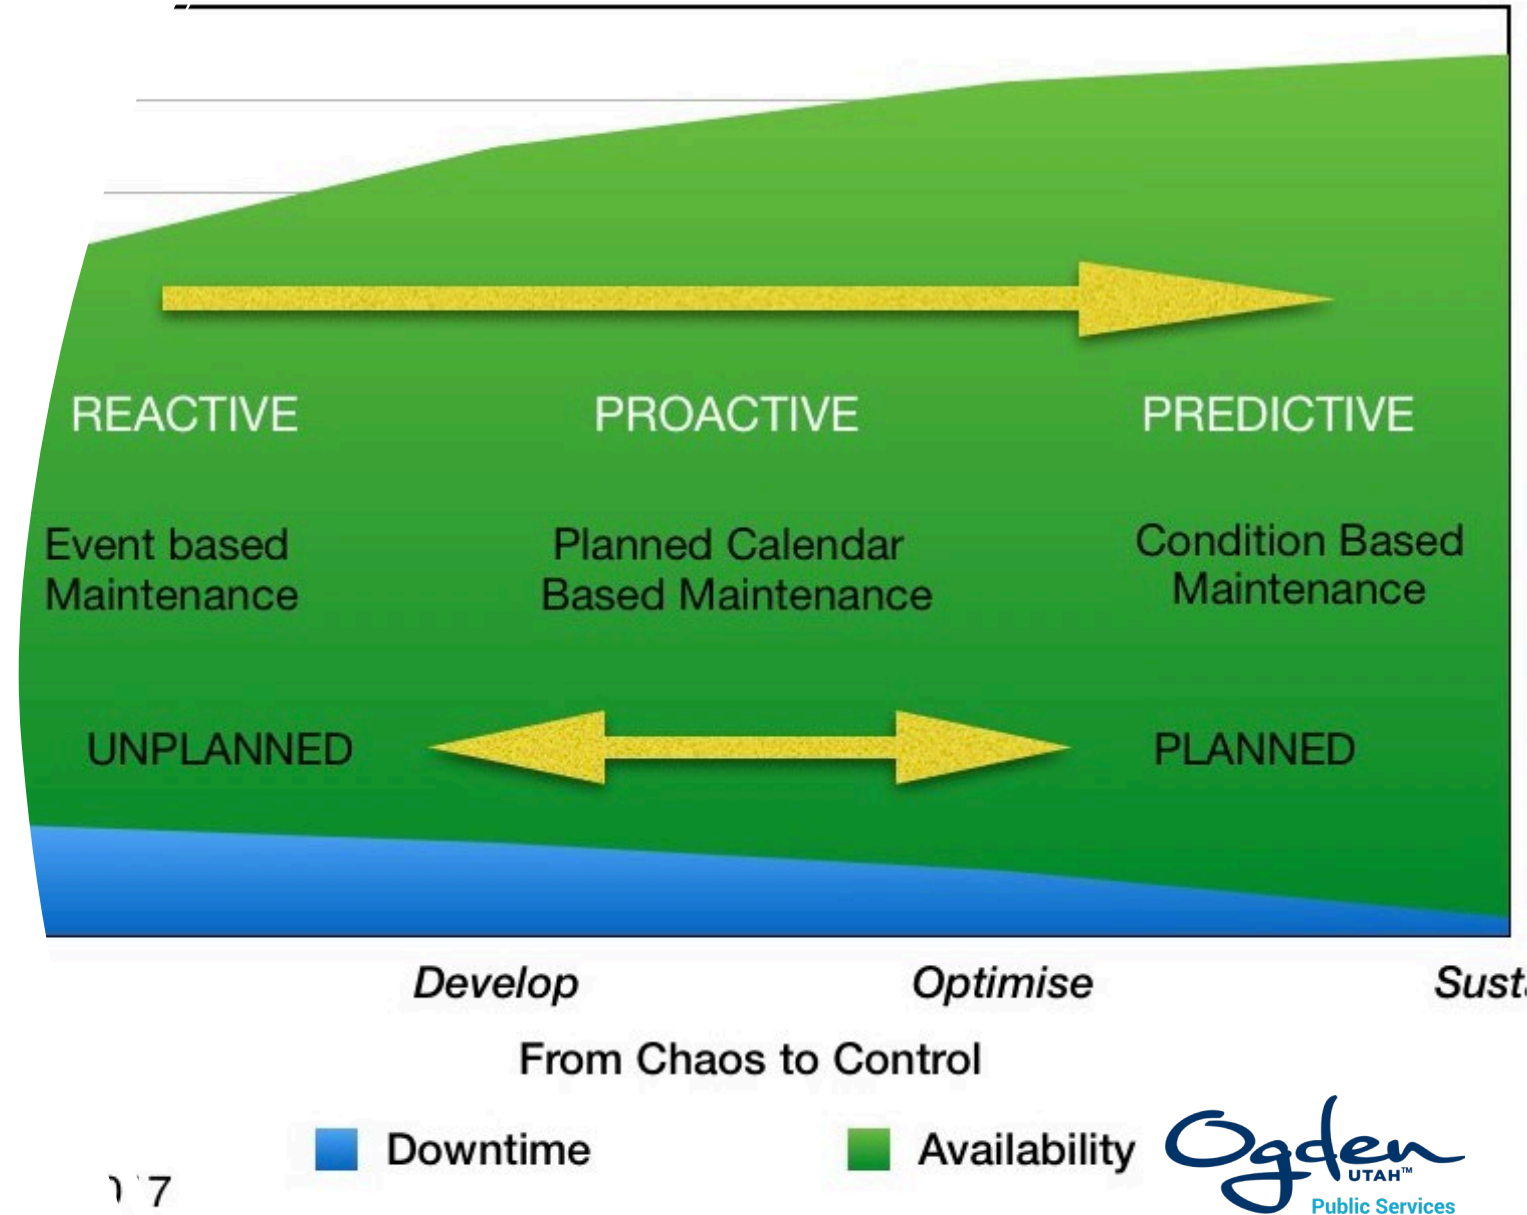 REACTIVE PROACTIVE PREDICTIVE
Event based
Maintenance
Planned Calendar
Based Maintenance
Condition Based
Maintenance
UNPLANNED PLANNED
Develop Optimise
From Chaos to Control
Downtime Availability
Ogden
UTAH™
Public Services